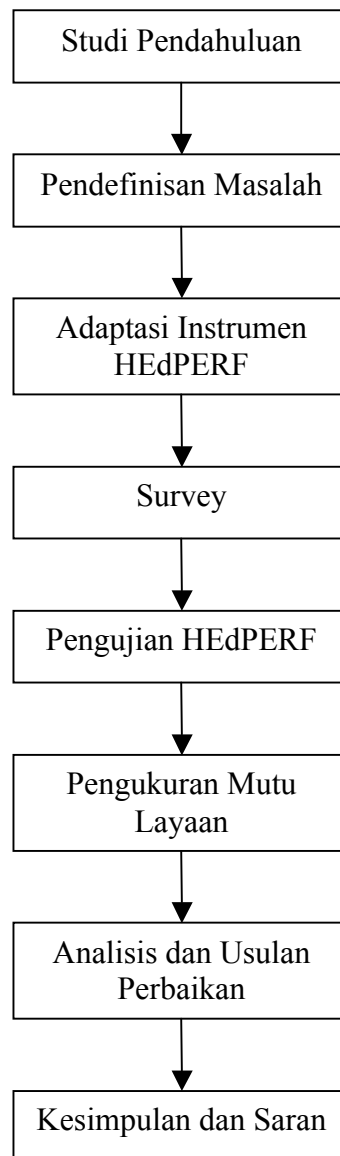 Studi Pendahuluan
Pendefinisan Masalah
Adaptasi Instrumen
HEdPERF
Survey
Pengujian HEdPERF
Pengukuran Mutu
Layaan
Analisis dan Usulan
Perbaikan
Kesimpulan dan Saran